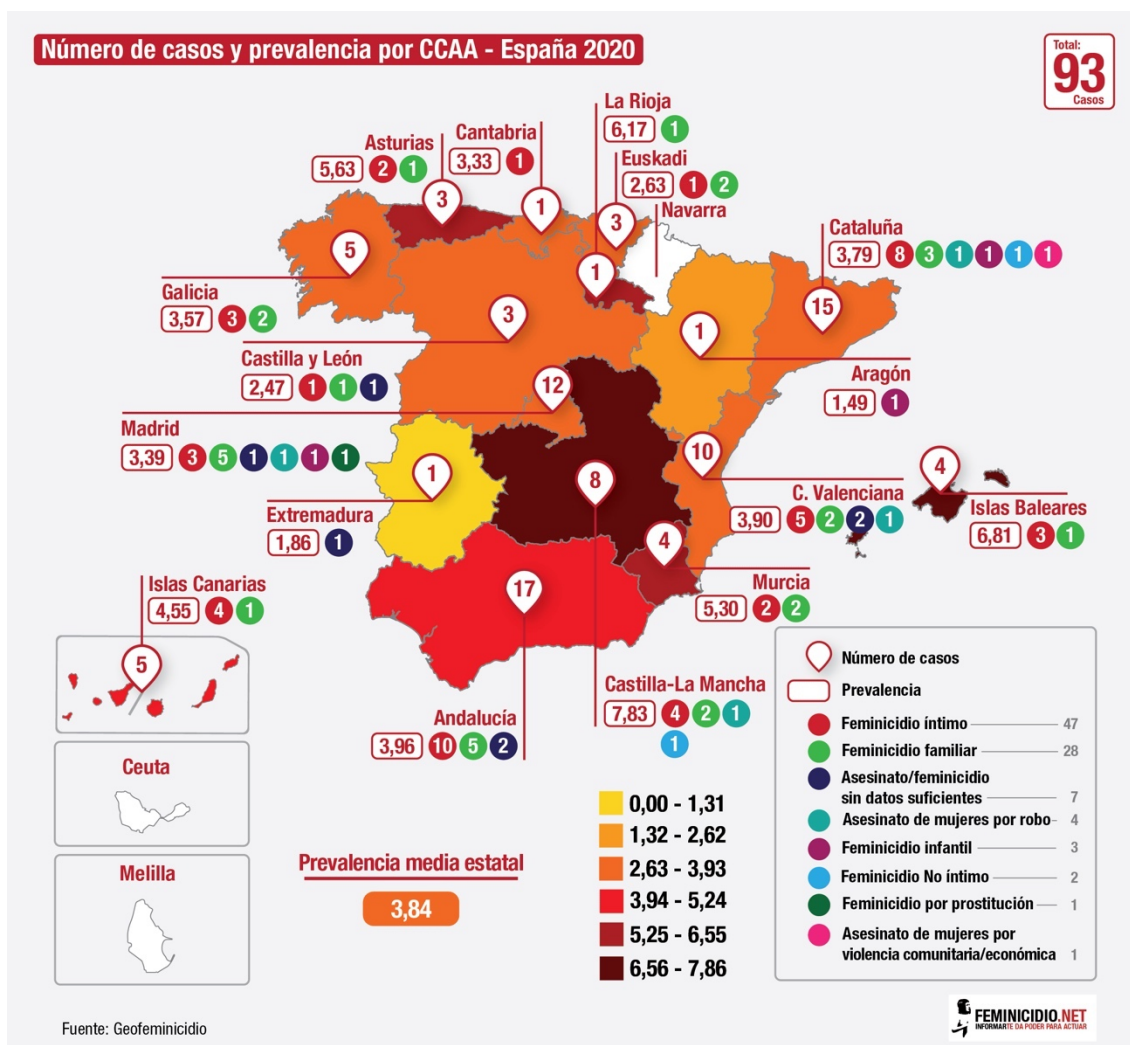 Número de casos y prevalencia por CCAA - España 2020
Total:
93
Casos
La Rioja
6,17 1
Cantabria
3,33 1
Asturias
5,63 2 1
Euskadi
2,63 1 2
Navarra
Cataluña
3,79 8 3 1 1 1 1
3
1
3
5
1
15
3
1
Galicia
3,57 3 2
Castilla y León
2,47 1 1 1
Aragón
1,49 1
12
Madrid
3,39 3 5 1 1 1 1
10
4
1
8
C. Valenciana
3,90 5 2 2 1
Islas Baleares
6,81 3 1
Extremadura
1,86 1
4
Murcia
5,30 2 2
17
Islas Canarias
4,55 4 1
5
Castilla-La Mancha
7,83 4 2 1
1
Andalucía
3,96 10 5 2
Ceuta
Melilla
Prevalencia media estatal
3,84
0,00 - 1,31
1,32 - 2,62
2,63 - 3,93
3,94 - 5,24
5,25 - 6,55
6,56 - 7,86
Número de casos
Prevalencia
Feminicidio íntimo 47
Feminicidio familiar 28
Asesinato/feminicidio
sin datos suficientes 7
Asesinato de mujeres por robo 4
Feminicidio infantil 3
Feminicidio No íntimo 2
Feminicidio por prostitución 1
Asesinato de mujeres por
violencia comunitaria/económica 1
Fuente: Geofeminicidio
FEMINICIDIO.NET
INFORMARTE DA PODER PARA ACTUAR